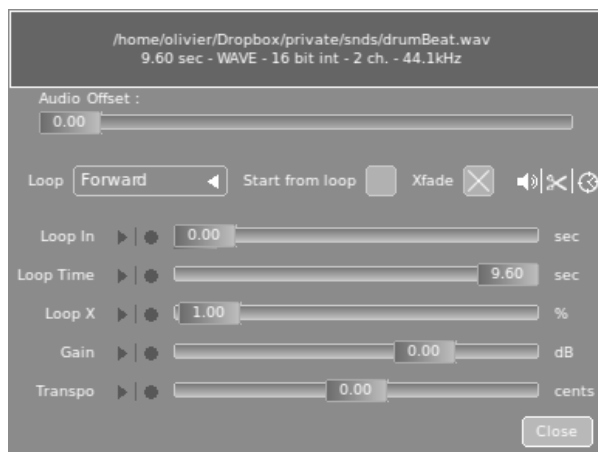 /home/olivier/Dropbox/private/snds/drumBeat.wav
9.60 sec - WAVE - 16 bit int - 2 ch. - 44.1kHz
Audio Offset :
0.00
Loop Forward Start from loop Xfade
Loop In 0.00 sec
Loop Time 9.60 sec
Loop X 1.00 %
Gain 0.00 dB
Transpo 0.00 cents
Close